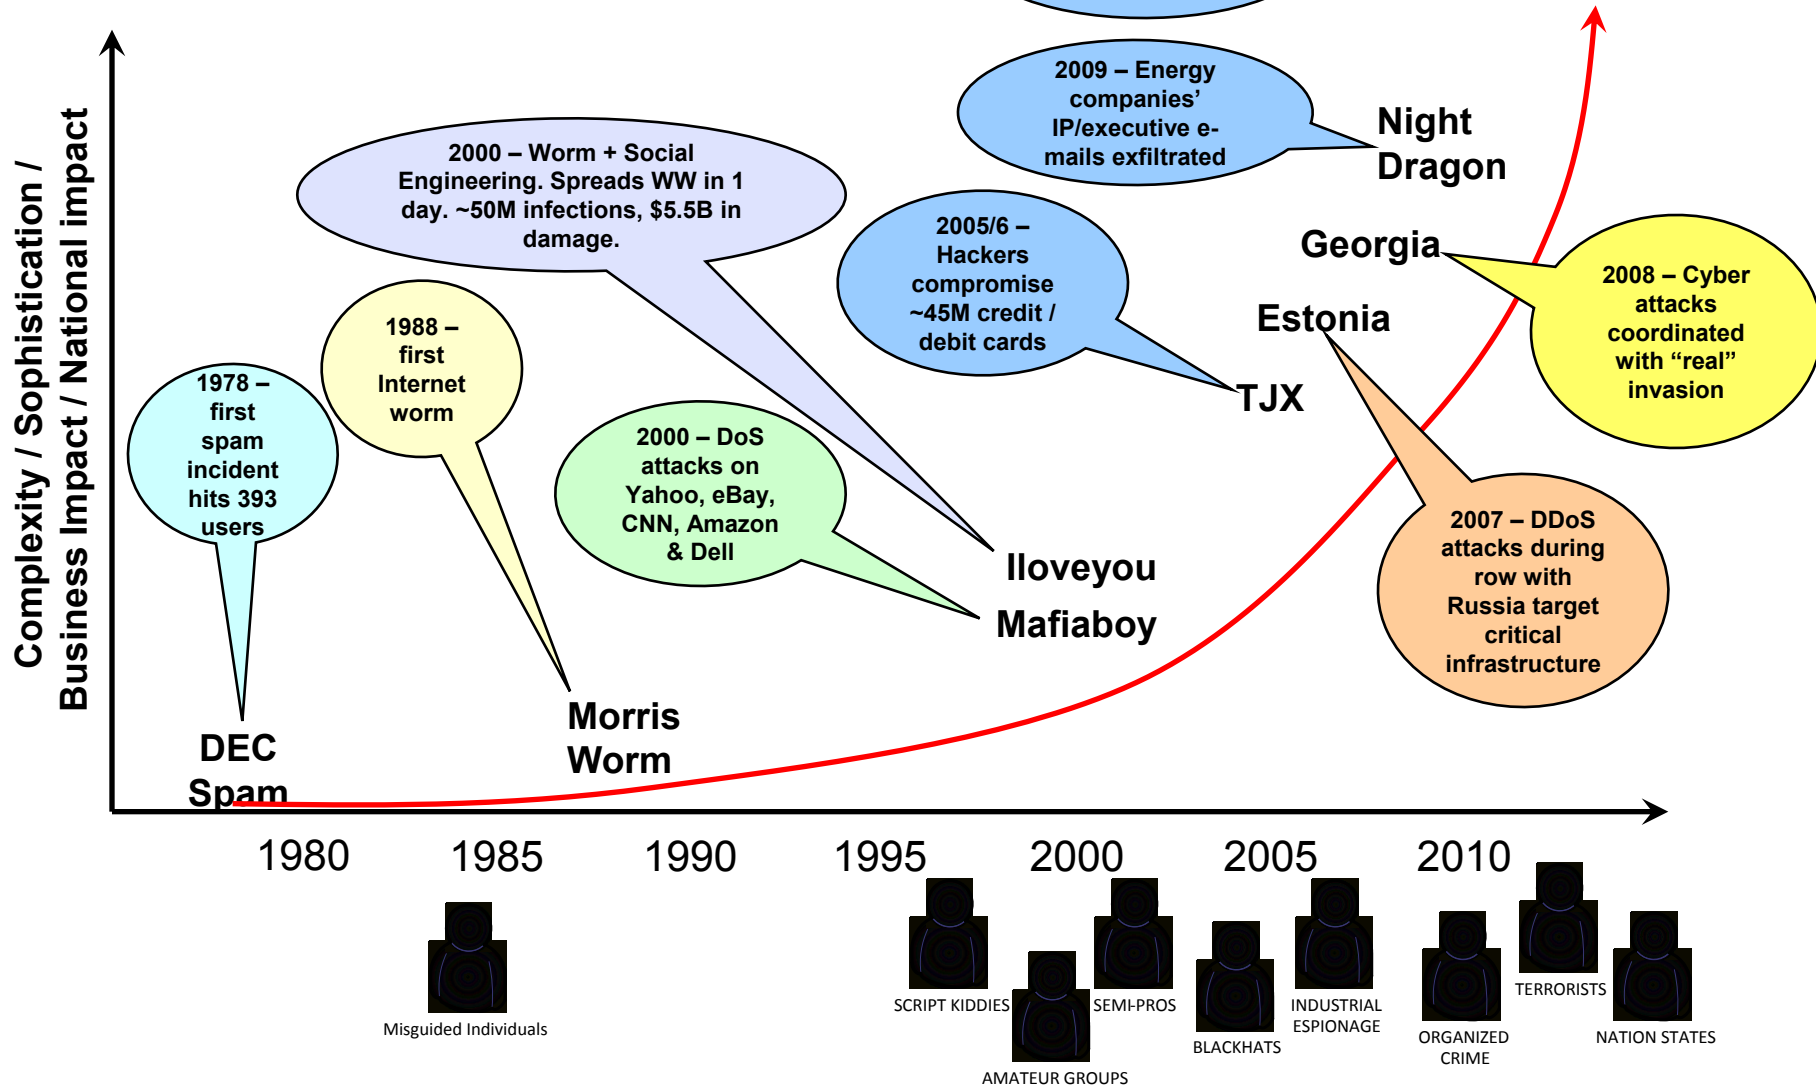 Complexity / Sophistication /
Business Impact / National impact
2009 – Energy
companies’
IP/executive e-
mails exfiltrated
Night
Dragon
2000 – Worm + Social
Engineering. Spreads WW in 1
day. ~50M infections, $5.5B in
damage.
2005/6 –
Hackers
compromise
~45M credit /
debit cards
Georgia
2008 – Cyber
attacks
coordinated
with “real”
invasion
1988 –
first
Internet
worm
Estonia
1978 –
first
spam
incident
hits 393
users
TJX
2000 – DoS
attacks on
Yahoo, eBay,
CNN, Amazon
& Dell
2007 – DDoS
attacks during
row with
Russia target
critical
infrastructure
Iloveyou
Mafiaboy
Morris
Worm
DEC
Spam
1980
1985
1990
1995
2000
2005
2010
Misguided Individuals
SCRIPT KIDDIES
AMATEUR GROUPS
SEMI-PROS
BLACKHATS
INDUSTRIAL
ESPIONAGE
ORGANIZED
CRIME
TERRORISTS
NATION STATES